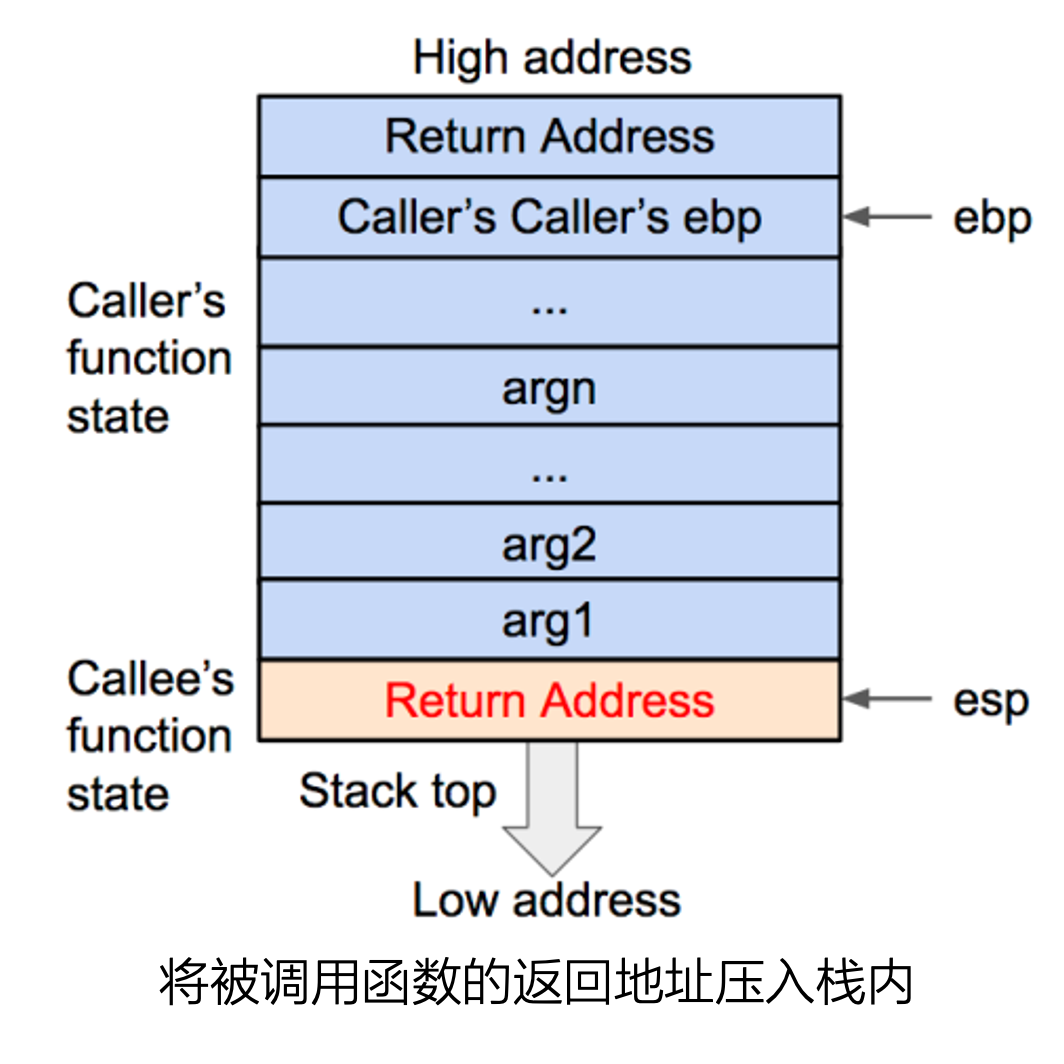 High address
Return Address
Caller’s Caller’s ebp
ebp
...
Caller’s
function
state
argn
...
arg2
arg1
Callee’s
function
state
Return Address
esp
Stack top
Low address
将被调用函数的返回地址压入栈内